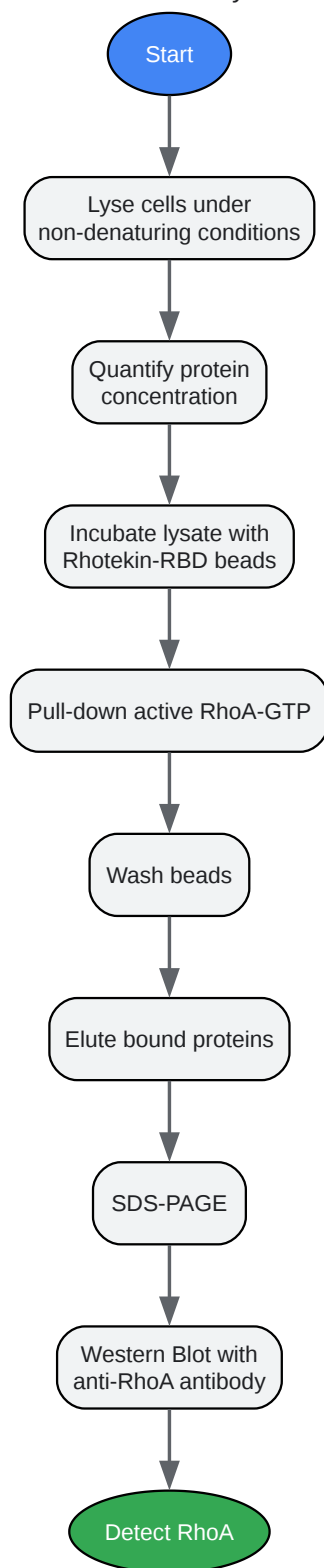 Start
Lyse cells under
non-denaturing conditions
Quantify protein
concentration
Incubate lysate with
Rhotekin-RBD beads
Pull-down active RhoA-GTP
Wash beads
Elute bound proteins
SDS-PAGE
Western Blot with
anti-RhoA antibody
Detect RhoA